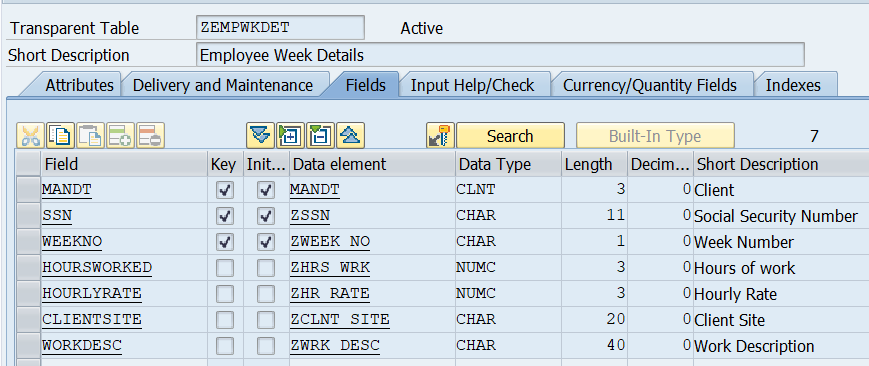 Transparent Table ZEMPWKDET Active
Short Description Employee Week Details
Attributes Delivery and Maintenance Fields Input Help/Check Currency/Quantity Fields Indexes
Search Built-In Type 7
Field Key Init... Data element Data Type Length Decim... Short Description
MANDT MANDT CLNT 3 0 Client
SSN ZSSN CHAR 11 0 Social Security Number
WEEKNO ZWEEK_NO CHAR 1 0 Week Number
HOURSWORKED ZHRS_WRK NUMC 3 0 Hours of work
HOURLYRATE ZHR_RATE NUMC 3 0 Hourly Rate
CLIENTSITE ZCLNT_SITE CHAR 20 0 Client Site
WORKDESC ZWRK_DESC CHAR 40 0 Work Description